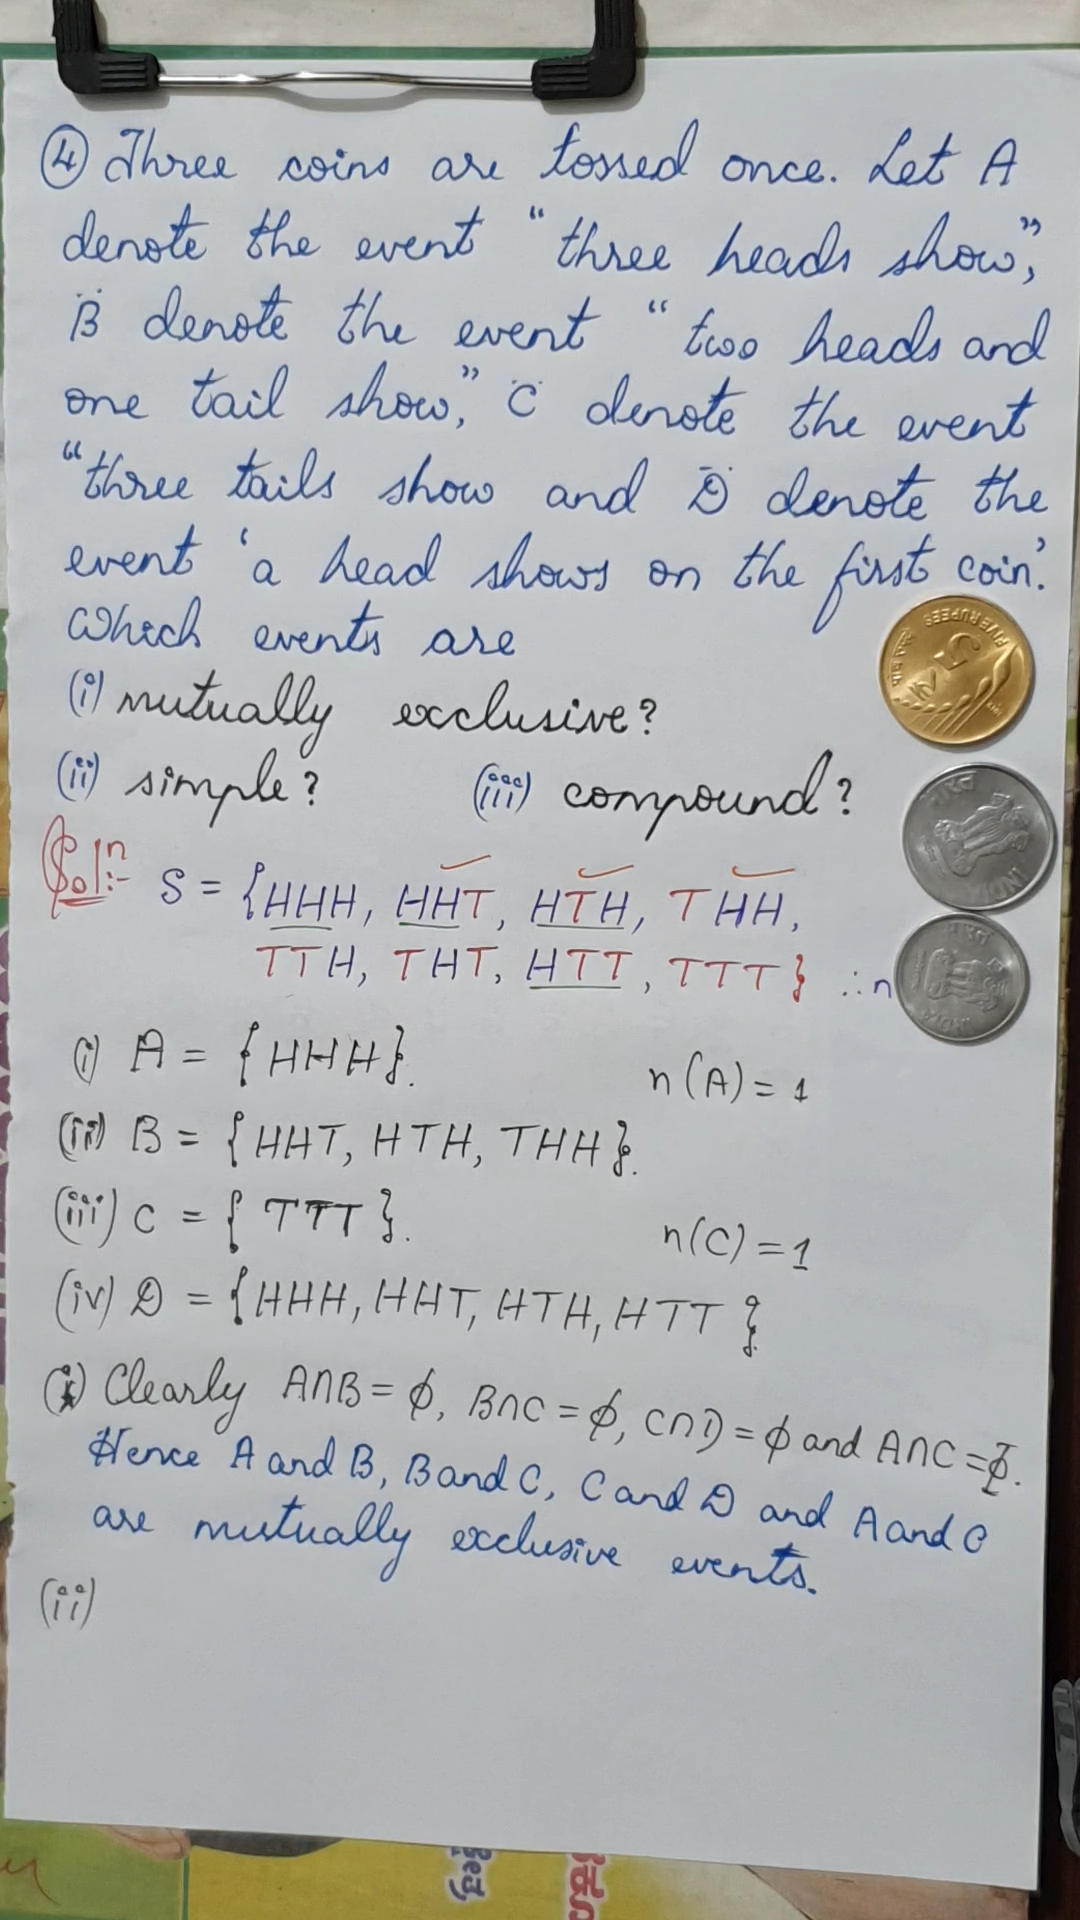 ④ Three coins are tossed once. Let A
denote the event "three heads show,"
B denote the event "two heads and
one tail show," C denote the event
"three tails show and D denote the
event 'a head shows on the first coin'.
Which events are
(i) mutually exclusive?
(ii) simple? (iii) compound?
Solⁿ:- S = {HHH, HHT, HTH, THH,
TTH, THT, HTT, TTT} ∴ n
(i) A = {HHH}. n(A) = 1
(ii) B = {HHT, HTH, THH}.
(iii) C = {TTT}. n(C) = 1
(iv) D = {HHH, HHT, HTH, HTT}.
(i) Clearly A∩B = ϕ, B∩C = ϕ, C∩D = ϕ and A∩C = ϕ.
Hence A and B, B and C, C and D and A and C
are mutually exclusive events.
(ii)
FIVE RUPEES
5